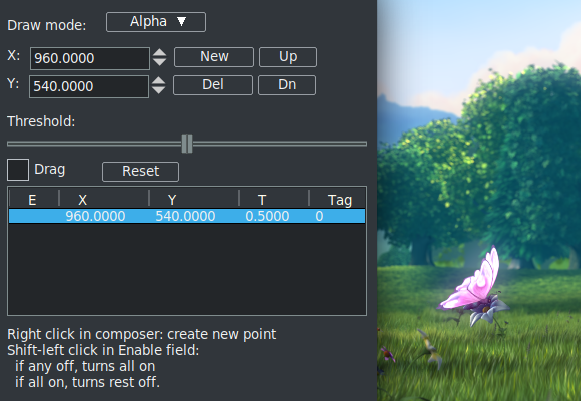 Draw mode: Alpha ▼
X: 960.0000 New Up
Y: 540.0000 Del Dn
Threshold:
Drag Reset
E X Y T Tag
960.0000 540.0000 0.5000 0
Right click in composer: create new point
Shift-left click in Enable field:
if any off, turns all on
if all on, turns rest off.